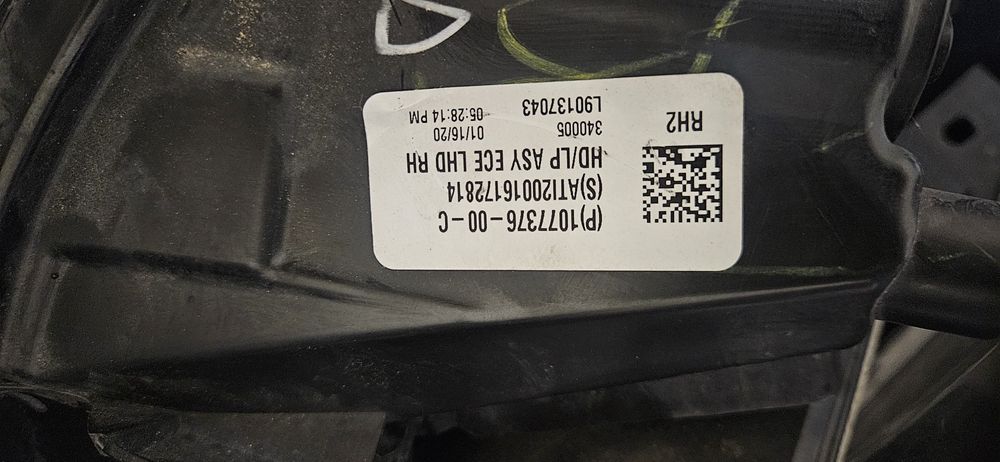 (P)1077376-00-C
(S)ATI20016172814
HD/LP ASY ECE LHD RH
340005 01/16/20
L90137043 05:28:14 PM
RH2